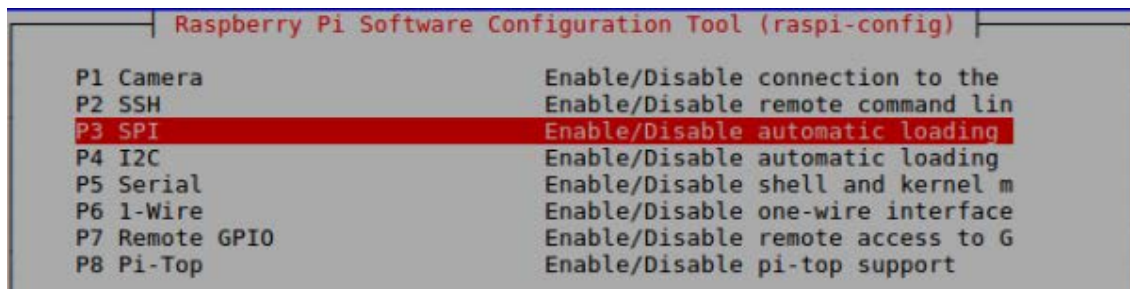 Raspberry Pi Software Configuration Tool (raspi-config)
P1 Camera Enable/Disable connection to the
P2 SSH Enable/Disable remote command lin
P3 SPI Enable/Disable automatic loading
P4 I2C Enable/Disable automatic loading
P5 Serial Enable/Disable shell and kernel m
P6 1-Wire Enable/Disable one-wire interface
P7 Remote GPIO Enable/Disable remote access to G
P8 Pi-Top Enable/Disable pi-top support